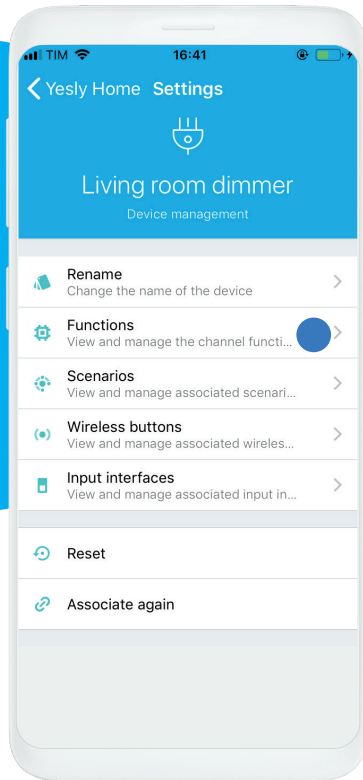 TIM 16:41
Yesly Home Settings
Living room dimmer
Device management
Rename
Change the name of the device
Functions
View and manage the channel functi...
Scenarios
View and manage associated scenari...
Wireless buttons
View and manage associated wireles...
Input interfaces
View and manage associated input in...
Reset
Associate again